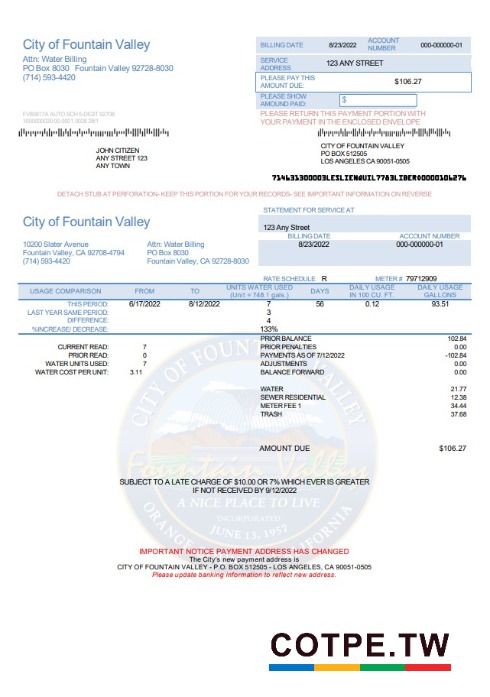 City of Fountain Valley
Attn: Water Billing
PO Box 8030 Fountain Valley 92728-8030
(714) 593-4420
BILLING DATE 8/23/2022 ACCOUNT NUMBER 000-000000-01
SERVICE ADDRESS 123 ANY STREET
PLEASE PAY THIS AMOUNT DUE: $106.27
PLEASE SHOW AMOUNT PAID: $
PLEASE RETURN THIS PAYMENT PORTION WITH
YOUR PAYMENT IN THE ENCLOSED ENVELOPE
JOHN CITIZEN
ANY STREET 123
ANY TOWN
CITY OF FOUNTAIN VALLEY
PO BOX 512505
LOS ANGELES CA 90051-0505
DETACH STUB AT PERFORATION- KEEP THIS PORTION FOR YOUR RECORDS- SEE IMPORTANT INFORMATION ON REVERSE
City of Fountain Valley
10200 Slater Avenue
Fountain Valley, CA 92708-4794
(714) 593-4420
Attn: Water Billing
PO Box 8030
Fountain Valley, CA 92728-8030
STATEMENT FOR SERVICE AT
123 Any Street
BILLING DATE ACCOUNT NUMBER
8/23/2022 000-000000-01
RATE SCHEDULE R METER # 79712909
USAGE COMPARISON FROM TO UNITS WATER USED (Unit = 748.1 gals.) DAYS DAILY USAGE IN 100 CU. FT. DAILY USAGE GALLONS
THIS PERIOD: 6/17/2022 8/12/2022 7 56 0.12 93.51
LAST YEAR SAME PERIOD: 3
DIFFERENCE: 4
%INCREASE/ DECREASE: 133%
CURRENT READ: 7
PRIOR READ: 0
WATER UNITS USED: 7
WATER COST PER UNIT: 3.11
PRIOR BALANCE 102.84
PRIOR PENALTIES 0.00
PAYMENTS AS OF 7/12/2022 -102.84
ADJUSTMENTS 0.00
BALANCE FORWARD 0.00
WATER 21.77
SEWER RESIDENTIAL 12.38
METER FEE 1 34.44
TRASH 37.68
AMOUNT DUE $106.27
CITY OF FOUNTAIN VALLEY
Fountain Valley
A NICE PLACE TO LIVE
INCORPORATED
JUNE 13, 1957
ORANGE CALIFORNIA
SUBJECT TO A LATE CHARGE OF $10.00 OR 7% WHICH EVER IS GREATER
IF NOT RECEIVED BY 9/12/2022
IMPORTANT NOTICE PAYMENT ADDRESS HAS CHANGED
The City's new payment address is
CITY OF FOUNTAIN VALLEY - P.O. BOX 512505 - LOS ANGELES, CA 90051-0505
Please update banking information to reflect new address.
COTPE.TW